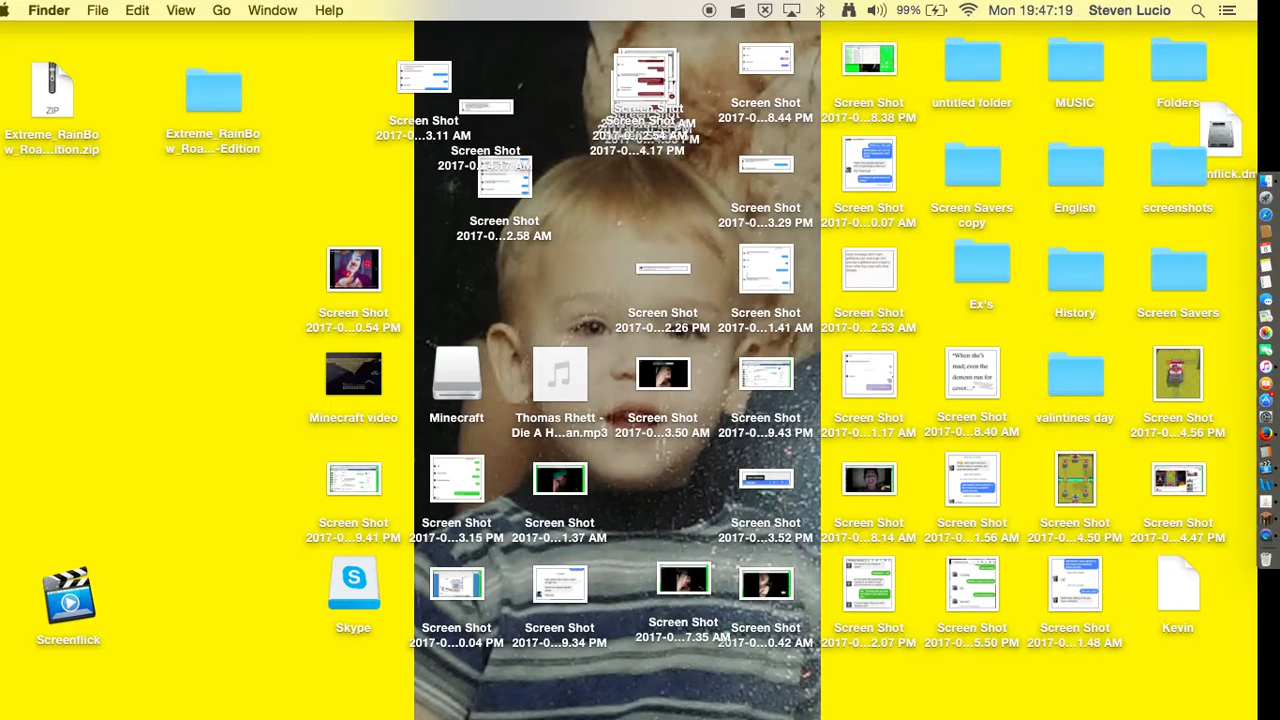 Finder File Edit View Go Window Help 99% Mon 19:47:19 Steven Lucio
ZIP
Extreme_RainBo
w_Roa...ition.zip
Extreme_RainBo
w_Roa...-Edition
Screen Shot
2017-0...3.11 AM
Screen Shot
Screen Shot
2017-0...2.58 AM
Screen Shot
2017-0...4.17 PM
Screen Shot
2017-0...8.44 PM
Screen Shot
2017-0...8.38 PM
MUSIC
Screen Shot
2017-0...3.29 PM
Screen Shot
2017-0...0.07 AM
Screen Savers
copy
English
screenshots
nflick.dm
Screen Shot
2017-0...0.54 PM
Screen Shot
2017-0...2.26 PM
Screen Shot
2017-0...1.41 AM
Screen Shot
2017-0...2.53 AM
Ex's
History
Screen Savers
Minecraft video
Minecraft
Thomas Rhett -
Die A H...an.mp3
Screen Shot
2017-0...3.50 AM
Screen Shot
2017-0...9.43 PM
Screen Shot
2017-0...1.17 AM
"When she's
mad; even the
demons run for
cover..."
Screen Shot
2017-0...8.40 AM
valintines day
Screen Shot
2017-0...4.56 PM
Screen Shot
2017-0...9.41 PM
Screen Shot
2017-0...3.15 PM
Screen Shot
2017-0...1.37 AM
Screen Shot
2017-0...3.52 PM
Screen Shot
2017-0...8.14 AM
Screen Shot
2017-0...1.56 AM
Screen Shot
2017-0...4.50 PM
Screen Shot
2017-0...4.47 PM
Screenflick
Skype
Screen Shot
2017-0...0.04 PM
Screen Shot
2017-0...9.34 PM
Screen Shot
2017-0...7.35 AM
Screen Shot
2017-0...0.42 AM
Screen Shot
2017-0...2.07 PM
Screen Shot
2017-0...5.50 PM
Screen Shot
2017-0...1.48 AM
Kevin